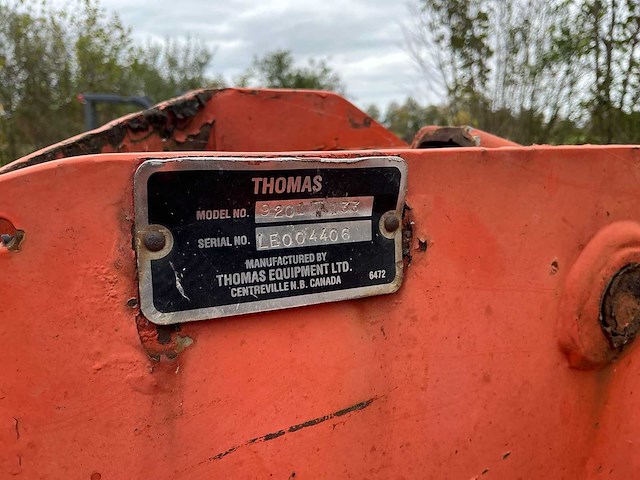 THOMAS
MODEL NO.
SERIAL NO. LE004406
MANUFACTURED BY
THOMAS EQUIPMENT LTD.
CENTREVILLE N.B. CANADA
6472